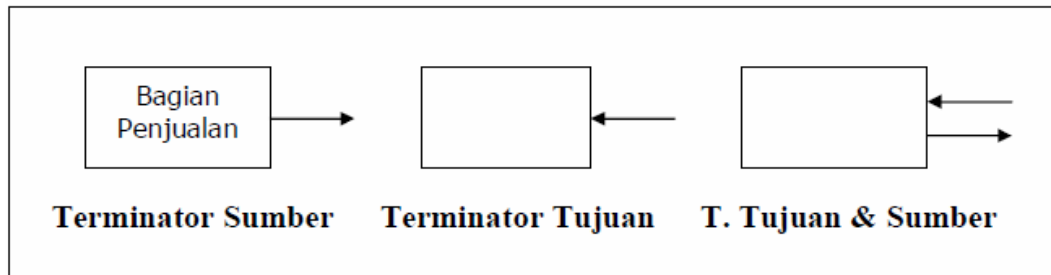 Bagian
Penjualan
Terminator Sumber
Terminator Tujuan
T. Tujuan & Sumber